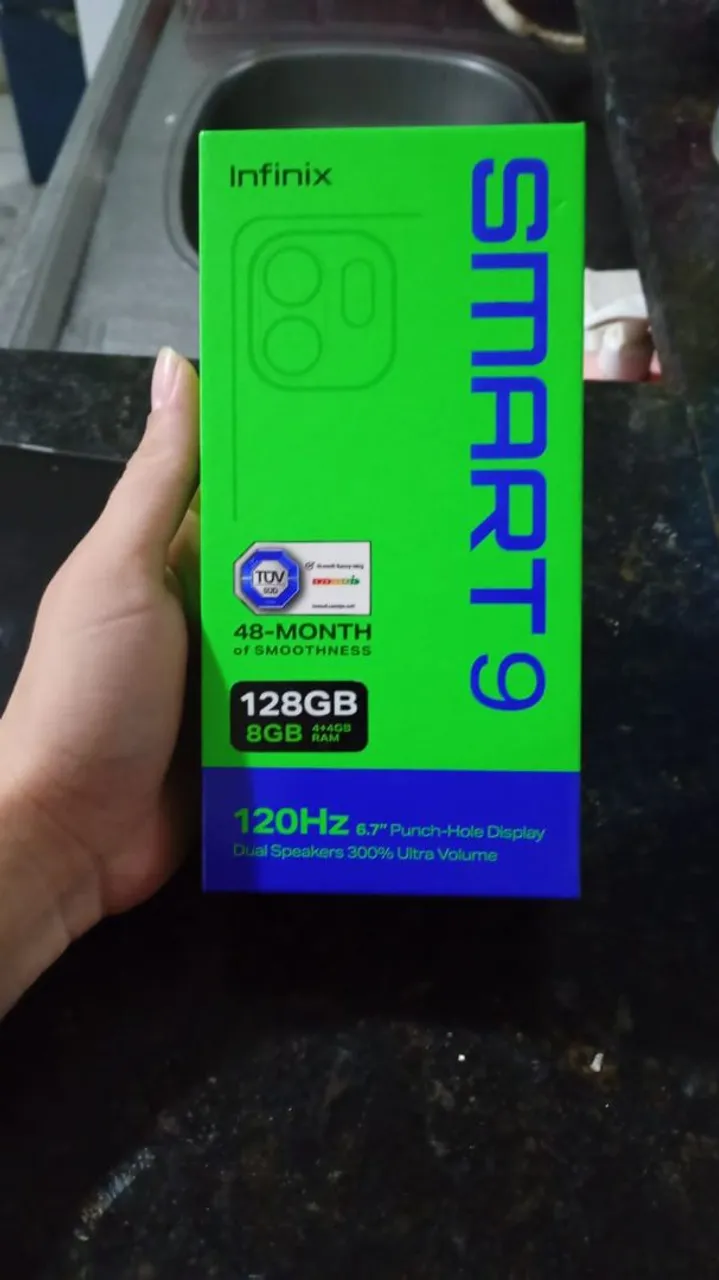 Infinix
SMART 9
TÜV
SÜD
48-MONTH
of SMOOTHNESS
128GB
8GB 4+4GB
RAM
120Hz 6.7" Punch-Hole Display
Dual Speakers 300% Ultra Volume